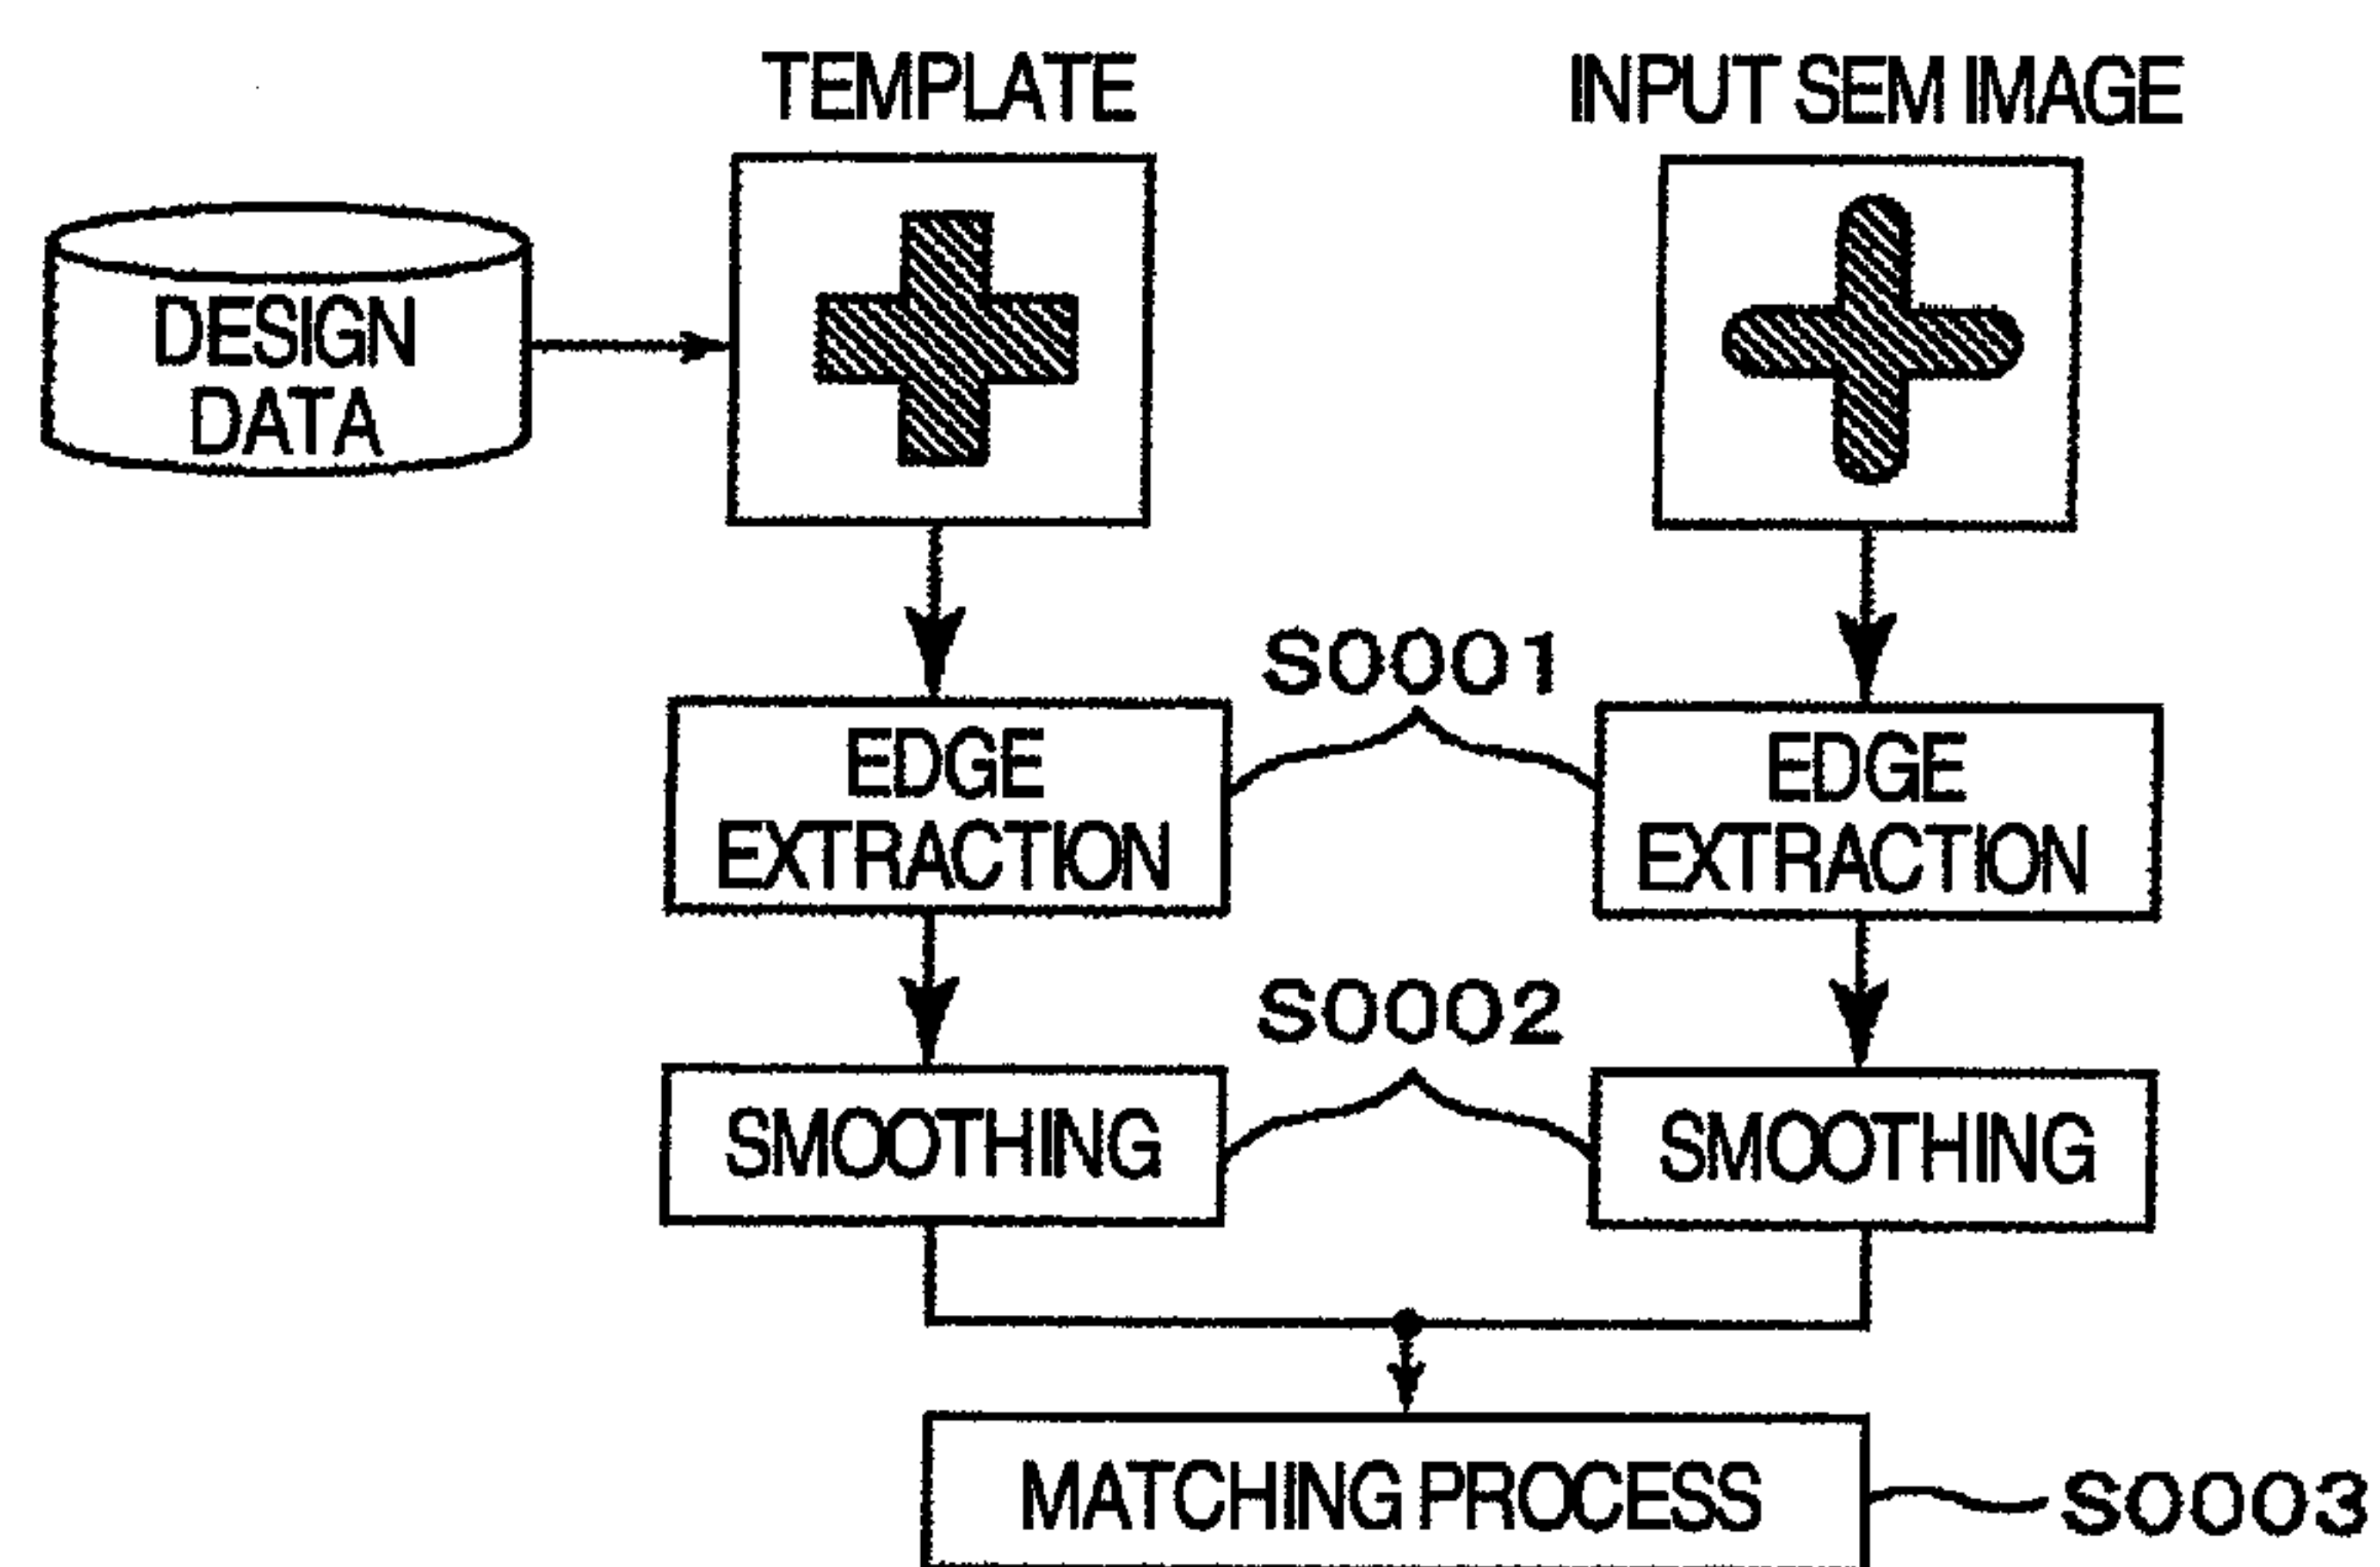 TEMPLATE
INPUT SEM IMAGE
DESIGN
DATA
S0001
EDGE
EXTRACTION
EDGE
EXTRACTION
S0002
SMOOTHING
SMOOTHING
MATCHING PROCESS
S0003